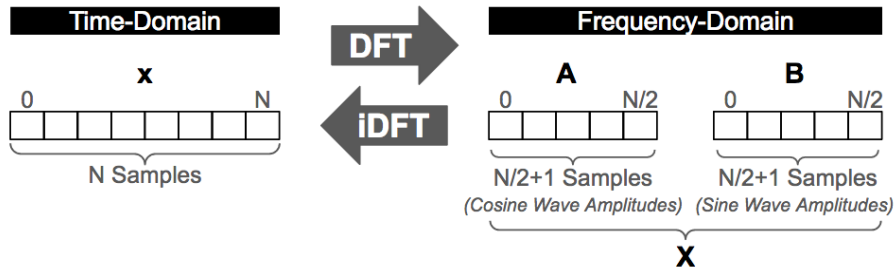 Time-Domain
x
0 N
N Samples
DFT
iDFT
Frequency-Domain
A B
0 N/2 0 N/2
N/2+1 Samples N/2+1 Samples
(Cosine Wave Amplitudes) (Sine Wave Amplitudes)
X